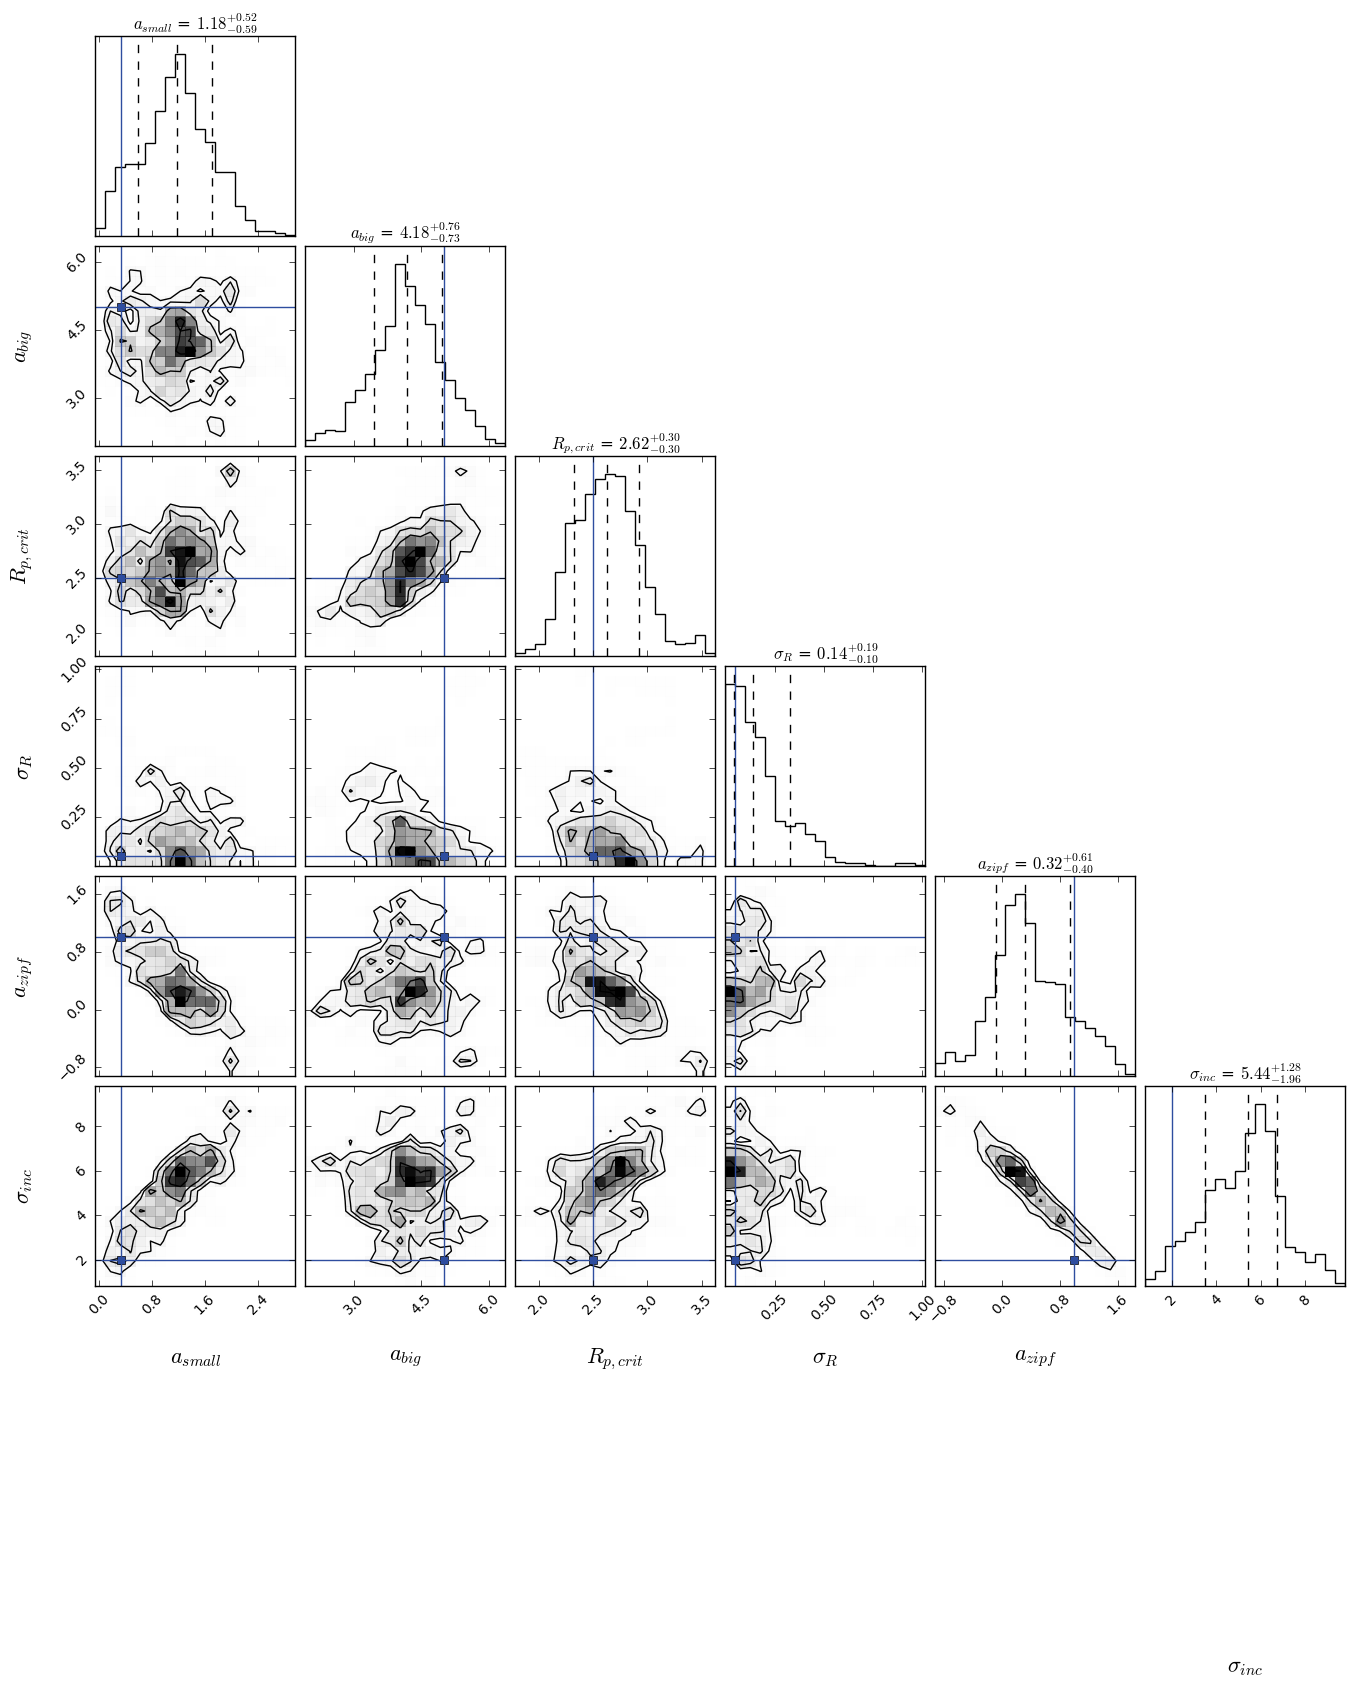 a_small = 1.18^{+0.52}_{-0.59}
a_big = 4.18^{+0.76}_{-0.73}
6.0
4.5
3.0
a_big
R_{p,crit} = 2.62^{+0.30}_{-0.30}
3.5
3.0
2.5
2.0
R_{p,crit}
σ_R = 0.14^{+0.19}_{-0.10}
1.00
0.75
0.50
0.25
σ_R
a_zipf = 0.32^{+0.61}_{-0.40}
1.6
0.8
0.0
−0.8
a_zipf
σ_inc = 5.44^{+1.28}_{-1.96}
8
6
4
2
σ_inc
0.0 0.8 1.6 2.4 3.0 4.5 6.0 2.0 2.5 3.0 3.5 0.25 0.50 0.75 1.00 −0.8 0.0 0.8 1.6 2 4 6 8
a_small a_big R_{p,crit} σ_R a_zipf
σ_inc